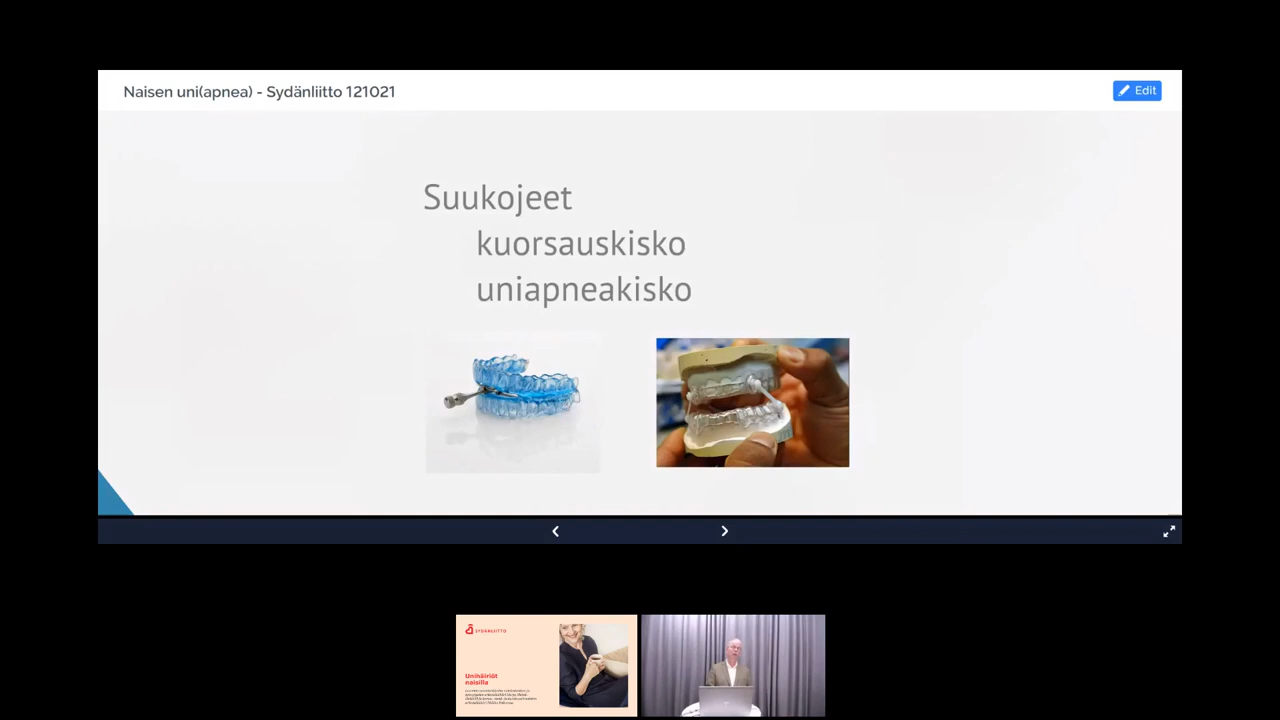 Naisen uni(apnea) - Sydänliitto 121021
Edit
Suukojeet
kuorsauskisko
uniapneakisko
SYDÄNLIITTO
Unihäiriöt
naisilla